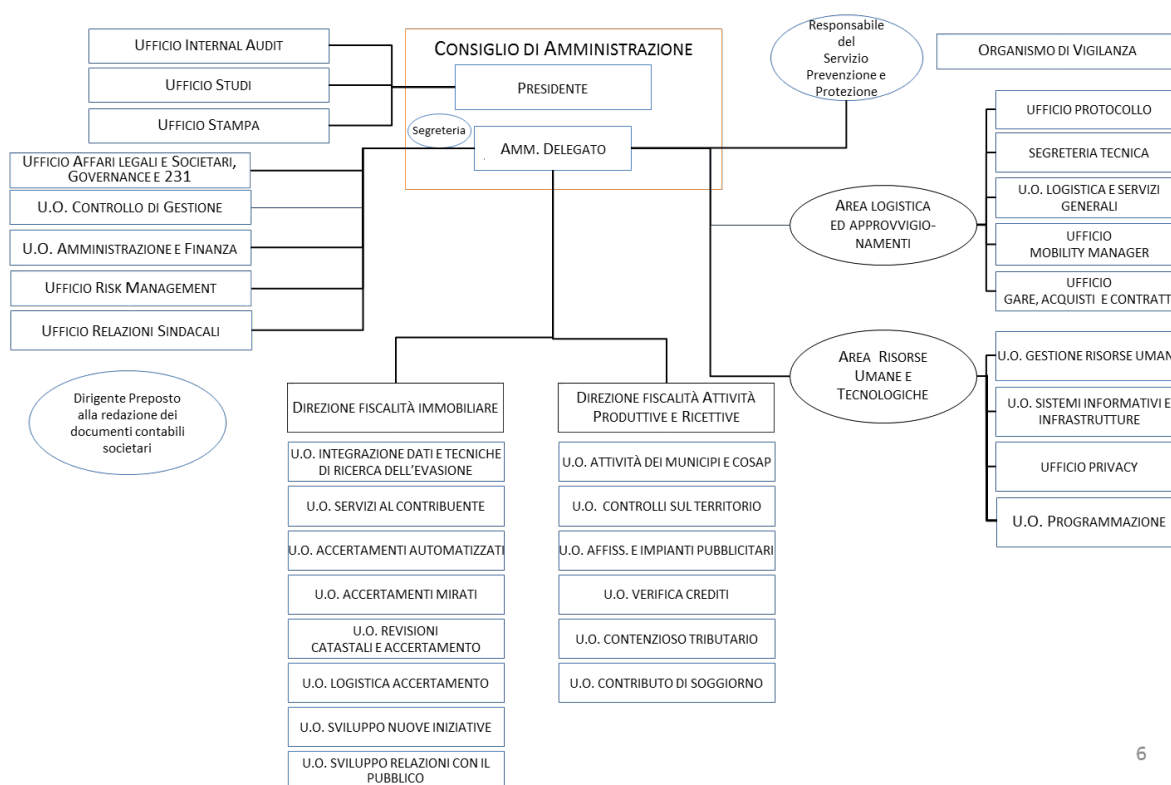 UFFICIO INTERNAL AUDIT
UFFICIO STUDI
UFFICIO STAMPA
CONSIGLIO DI AMMINISTRAZIONE
PRESIDENTE
Segreteria
AMM. DELEGATO
Responsabile
del
Servizio
Prevenzione e
Protezione
ORGANISMO DI VIGILANZA
UFFICIO AFFARI LEGALI E SOCIETARI,
GOVERNANCE E 231
U.O. CONTROLLO DI GESTIONE
U.O. AMMINISTRAZIONE E FINANZA
UFFICIO RISK MANAGEMENT
UFFICIO RELAZIONI SINDACALI
Dirigente Preposto
alla redazione dei
documenti contabili
societari
AREA LOGISTICA
ED APPROVVIGIO-
NAMENTI
UFFICIO PROTOCOLLO
SEGRETERIA TECNICA
U.O. LOGISTICA E SERVIZI
GENERALI
UFFICIO
MOBILITY MANAGER
UFFICIO
GARE, ACQUISTI E CONTRATT
AREA RISORSE
UMANE E
TECNOLOGICHE
U.O. GESTIONE RISORSE UMAN
U.O. SISTEMI INFORMATIVI E
INFRASTRUTTURE
UFFICIO PRIVACY
U.O. PROGRAMMAZIONE
DIREZIONE FISCALITÀ IMMOBILIARE
U.O. INTEGRAZIONE DATI E TECNICHE
DI RICERCA DELL'EVASIONE
U.O. SERVIZI AL CONTRIBUENTE
U.O. ACCERTAMENTI AUTOMATIZZATI
U.O. ACCERTAMENTI MIRATI
U.O. REVISIONI
CATASTALI E ACCERTAMENTO
U.O. LOGISTICA ACCERTAMENTO
U.O. SVILUPPO NUOVE INIZIATIVE
U.O. SVILUPPO RELAZIONI CON IL
PUBBLICO
DIREZIONE FISCALITÀ ATTIVITÀ
PRODUTTIVE E RICETTIVE
U.O. ATTIVITÀ DEI MUNICIPI E COSAP
U.O. CONTROLLI SUL TERRITORIO
U.O. AFFISS. E IMPIANTI PUBBLICITARI
U.O. VERIFICA CREDITI
U.O. CONTENZIOSO TRIBUTARIO
U.O. CONTRIBUTO DI SOGGIORNO
6